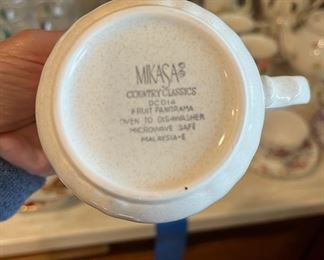 MIKASA
COUNTRY CLASSICS
DC014
FRUIT PANORAMA
OVEN TO DISHWASHER
MICROWAVE SAFE
MALAYSIA-E